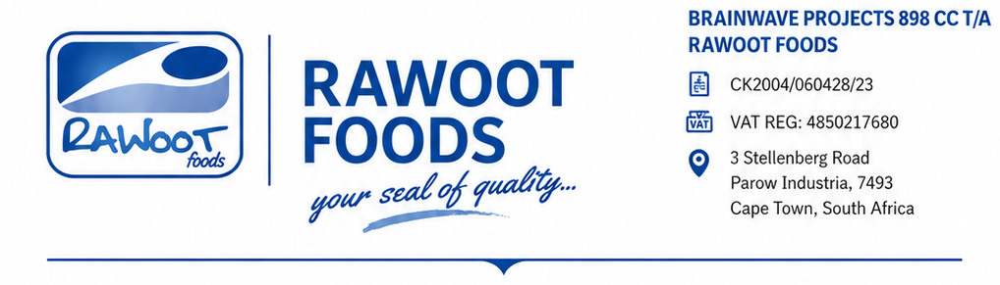 RAWOOT
foods
RAWOOT
FOODS
your seal of quality...
BRAINWAVE PROJECTS 898 CC T/A
RAWOOT FOODS
CK2004/060428/23
VAT
VAT REG: 4850217680
3 Stellenberg Road
Parow Industria, 7493
Cape Town, South Africa